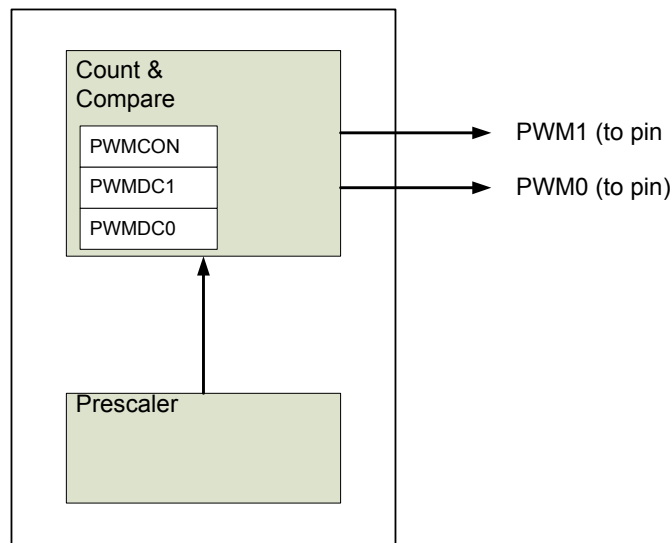 Count &
Compare
PWMCON
PWMDC1
PWMDC0
PWM1 (to pin
PWM0 (to pin)
Prescaler